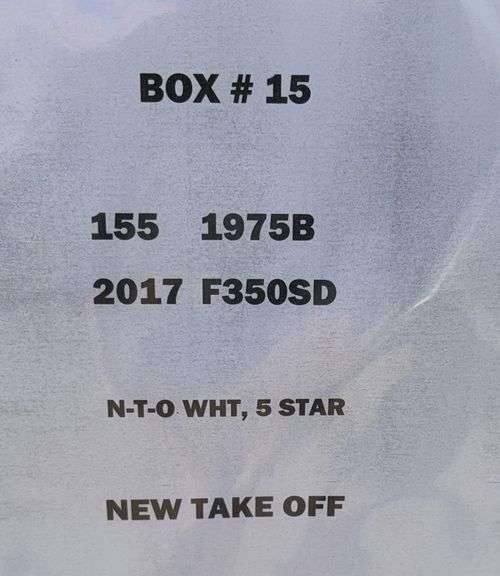 BOX # 15
155 1975B
2017 F350SD
N-T-O WHT, 5 STAR
NEW TAKE OFF